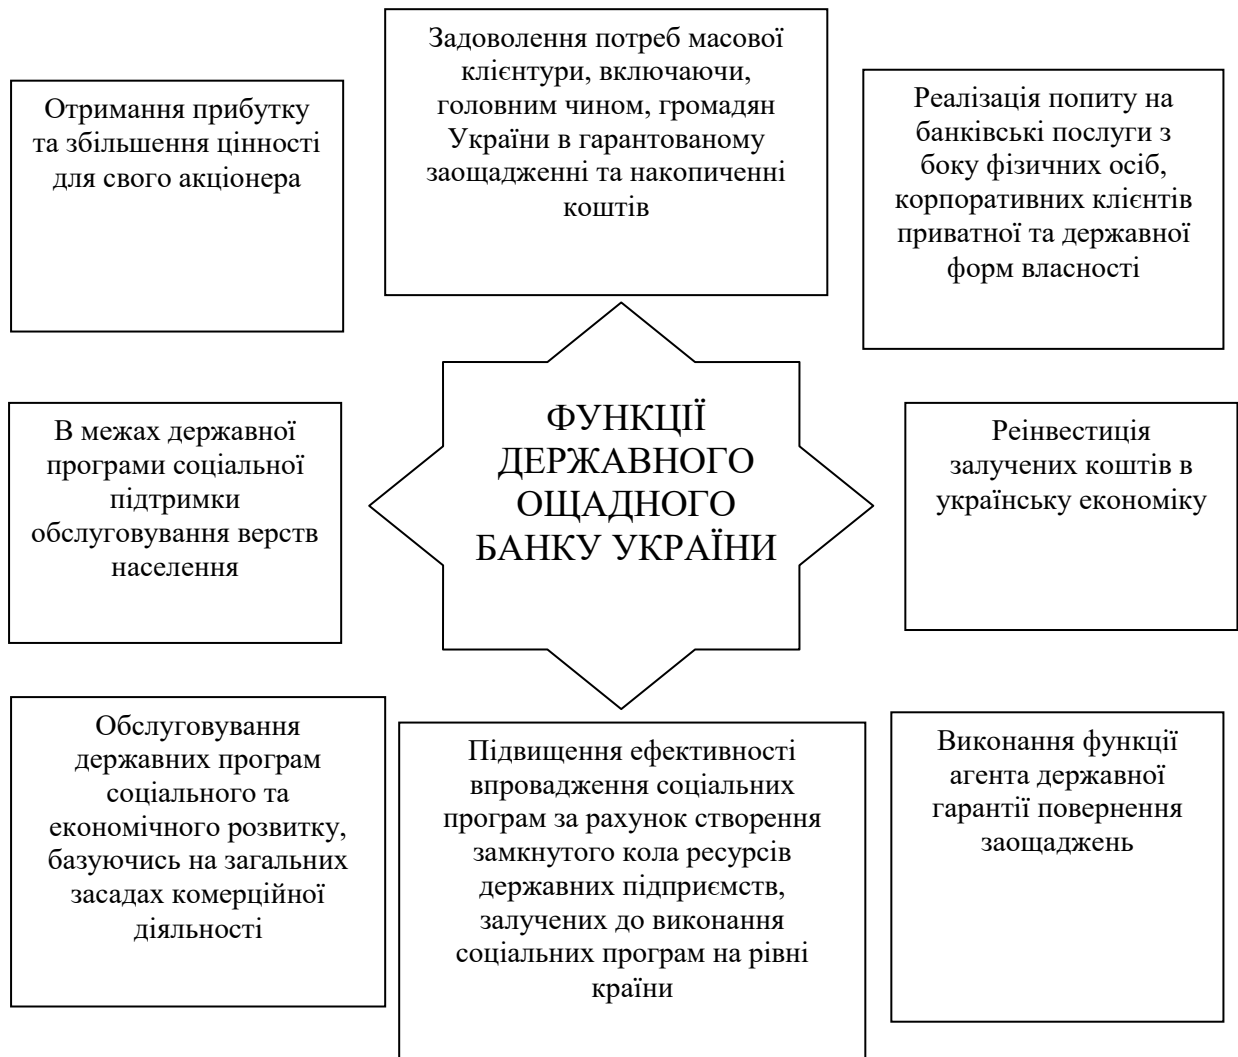 Отримання прибутку
та збільшення цінності
для свого акціонера
Задоволення потреб масової
клієнтури, включаючи,
головним чином, громадян
України в гарантованому
заощадженні та накопиченні
коштів
Реалізація попиту на
банківські послуги з
боку фізичних осіб,
корпоративних клієнтів
приватної та державної
форм власності
В межах державної
програми соціальної
підтримки
обслуговування верств
населення
ФУНКЦІЇ
ДЕРЖАВНОГО
ОЩАДНОГО
БАНКУ УКРАЇНИ
Реінвестиція
залучених коштів в
українську економіку
Обслуговування
державних програм
соціального та
економічного розвитку,
базуючись на загальних
засадах комерційної
діяльності
Підвищення ефективності
впровадження соціальних
програм за рахунок створення
замкнутого кола ресурсів
державних підприємств,
залучених до виконання
соціальних програм на рівні
країни
Виконання функції
агента державної
гарантії повернення
заощаджень